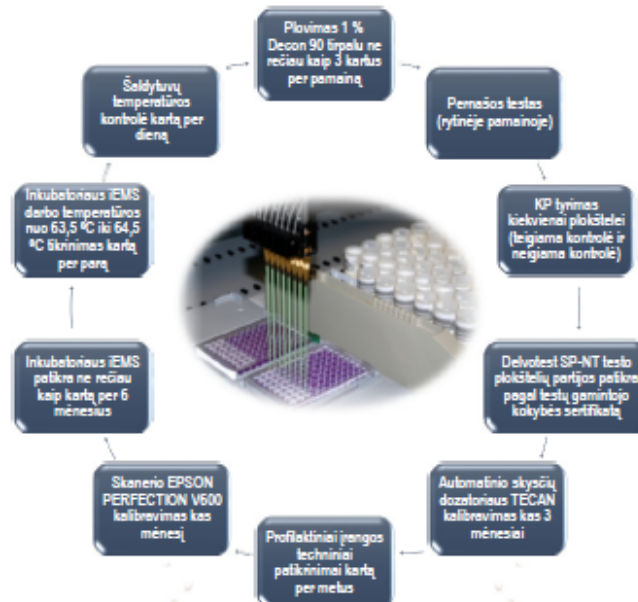 Plovimas 1 %
Decon 90 tirpalu ne
rečiau kaip 3 kartus
per pamainą
Pernašos testas
(rytinėje pamainoje)
KP tyrimas
kiekvienai plokštelei
(teigiama kontrolė ir
neigiama kontrolė)
Delvotest SP-NT testo
plokštelių partijos patikra
pagal testų gamintojo
kokybės sertifikatą
Automatinio skysčių
dozatoriaus TECAN
kalibravimas kas 3
mėnesiai
Profilaktiniai įrangos
techniniai
patikrinimai kartą
per metus
Skanerio EPSON
PERFECTION V600
kalibravimas kas
mėnesį
Inkubatoriaus iEMS
patikra ne rečiau
kaip kartą per 6
mėnesius
Inkubatoriaus iEMS
darbo temperatūros
nuo 63,5 ºC iki 64,5
ºC tikrinimas kartą
per parą
Šaldytuvų
temperatūros
kontrolė kartą per
dieną